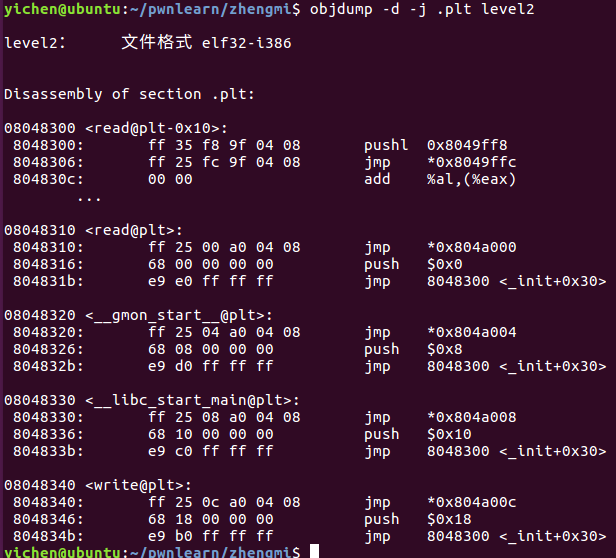 yichen@ubuntu:~/pwnlearn/zhengmi$ objdump -d -j .plt level2

level2：     文件格式 elf32-i386


Disassembly of section .plt:

08048300 <read@plt-0x10>:
 8048300:	ff 35 f8 9f 04 08    	pushl  0x8049ff8
 8048306:	ff 25 fc 9f 04 08    	jmp    *0x8049ffc
 804830c:	00 00                	add    %al,(%eax)
	...

08048310 <read@plt>:
 8048310:	ff 25 00 a0 04 08    	jmp    *0x804a000
 8048316:	68 00 00 00 00       	push   $0x0
 804831b:	e9 e0 ff ff ff       	jmp    8048300 <_init+0x30>

08048320 <__gmon_start__@plt>:
 8048320:	ff 25 04 a0 04 08    	jmp    *0x804a004
 8048326:	68 08 00 00 00       	push   $0x8
 804832b:	e9 d0 ff ff ff       	jmp    8048300 <_init+0x30>

08048330 <__libc_start_main@plt>:
 8048330:	ff 25 08 a0 04 08    	jmp    *0x804a008
 8048336:	68 10 00 00 00       	push   $0x10
 804833b:	e9 c0 ff ff ff       	jmp    8048300 <_init+0x30>

08048340 <write@plt>:
 8048340:	ff 25 0c a0 04 08    	jmp    *0x804a00c
 8048346:	68 18 00 00 00       	push   $0x18
 804834b:	e9 b0 ff ff ff       	jmp    8048300 <_init+0x30>
yichen@ubuntu:~/pwnlearn/zhengmi$